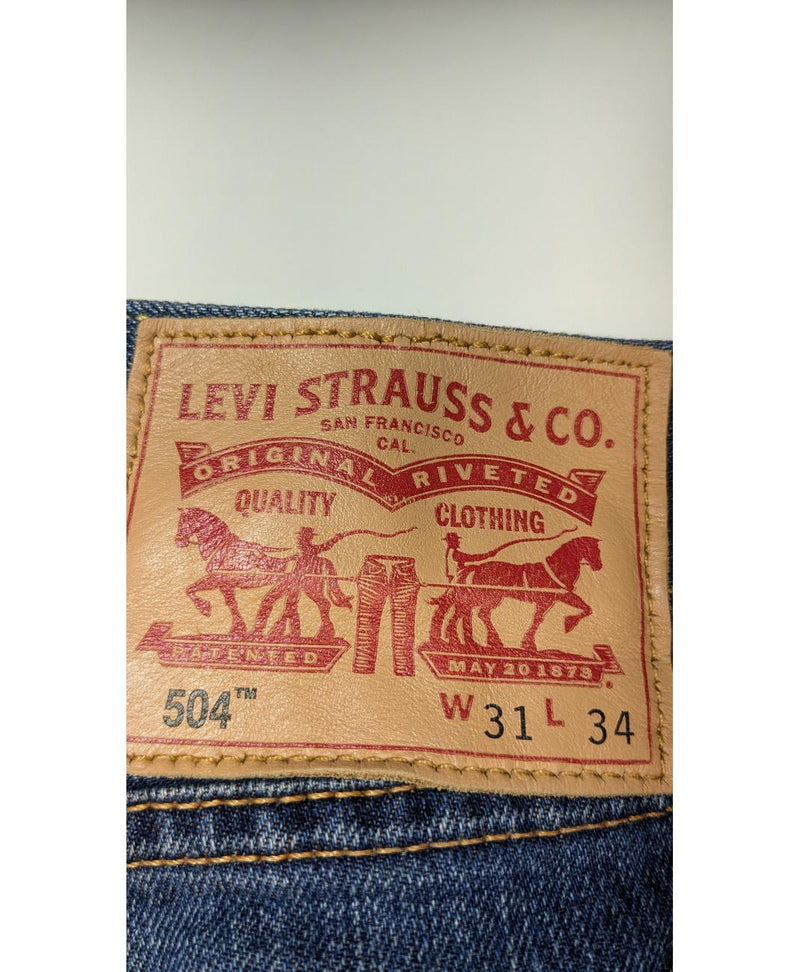 LEVI STRAUSS & CO.
SAN FRANCISCO
CAL.
ORIGINAL RIVETED
QUALITY CLOTHING
PATENTED MAY 20 1873
504™ W 31 L 34